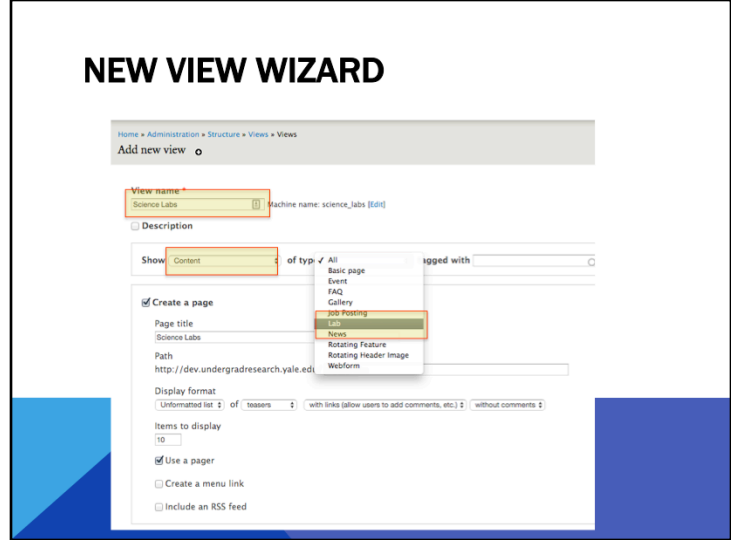 NEW VIEW WIZARD
Home » Administration » Structure » Views » Views
Add new view
View name *
Science Labs Machine name: science_labs [Edit]
Description
Show Content of type ✓ All tagged with
Basic page
Event
FAQ
Gallery
Job Posting
Lab
News
Rotating Feature
Rotating Header Image
Webform
Create a page
Page title
Science Labs
Path
http://dev.undergradresearch.yale.edu
Display format
Unformatted list of teasers with links (allow users to add comments, etc.) without comments
Items to display
10
Use a pager
Create a menu link
Include an RSS feed